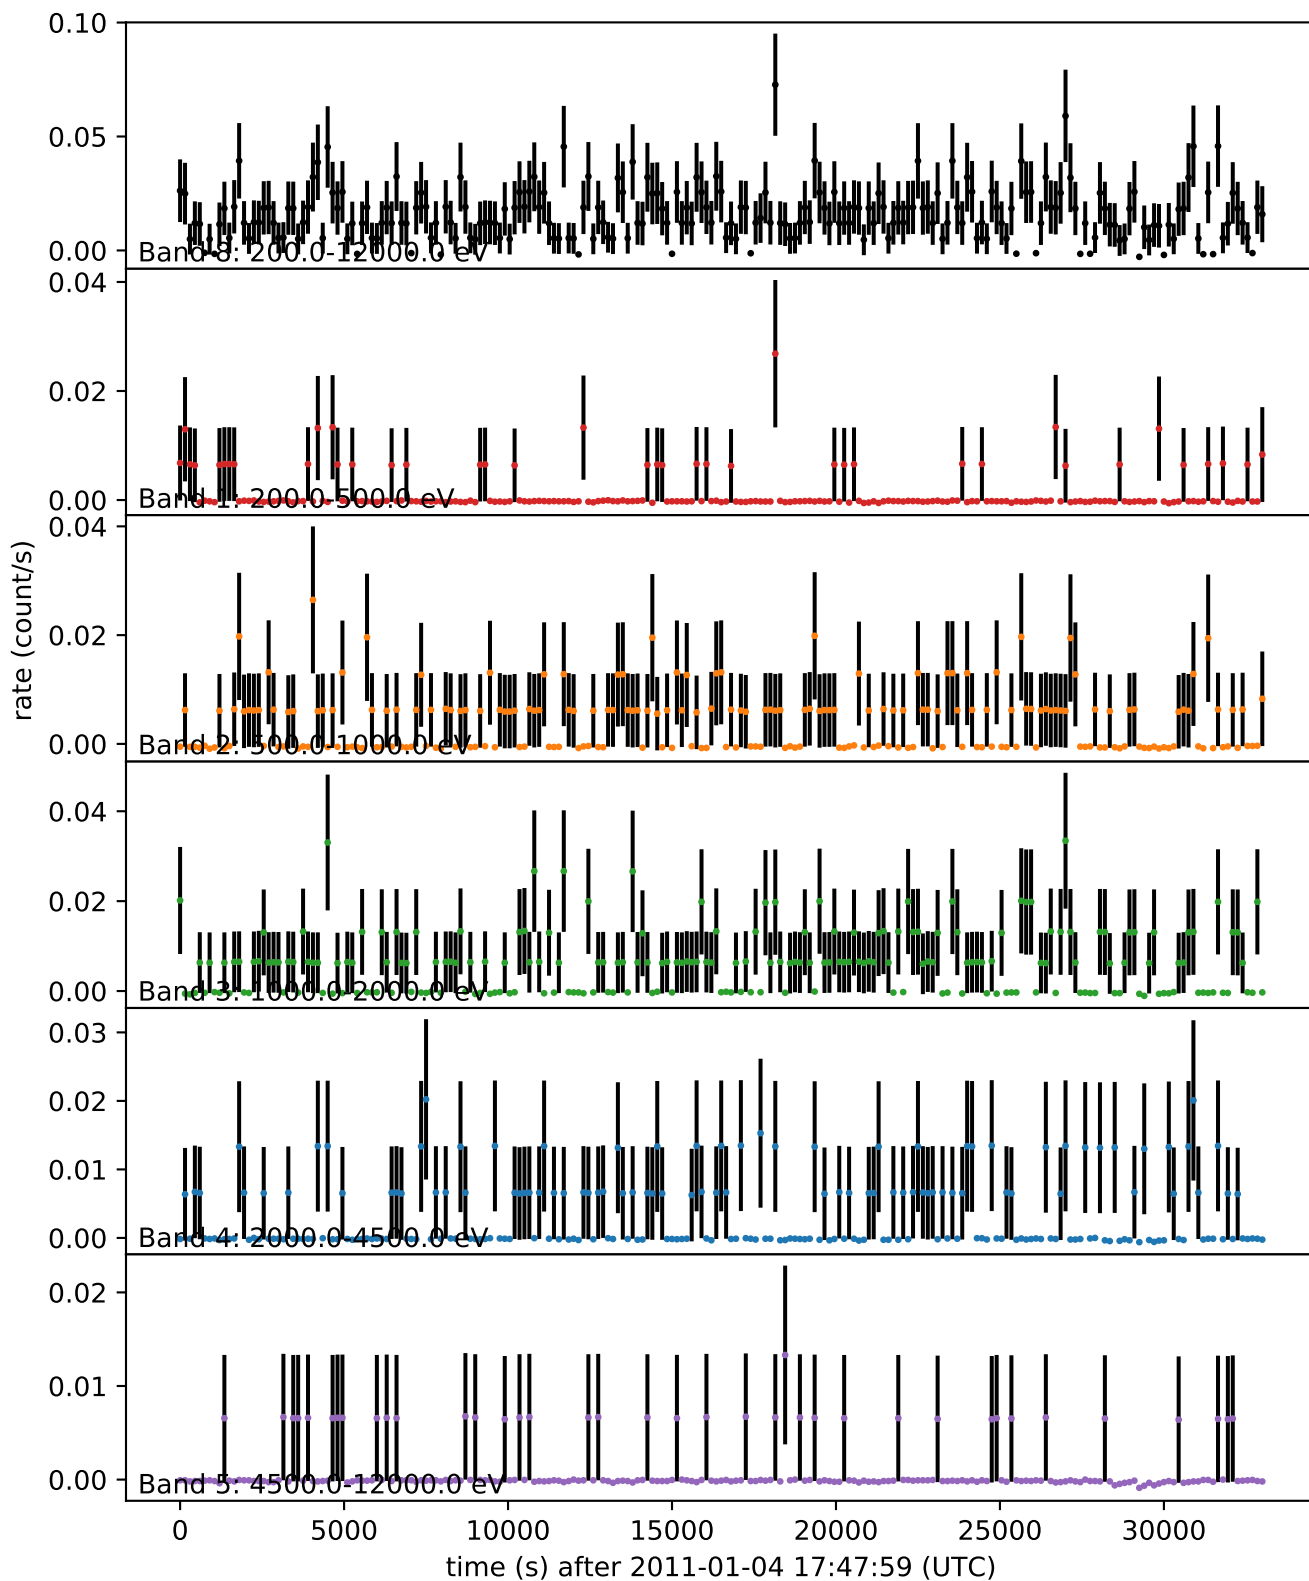 0.10
0.05
0.00
Band 8: 200.0-12000.0 eV
0.04
0.02
0.00
Band 1: 200.0-500.0 eV
0.04
0.02
0.00
Band 2: 500.0-1000.0 eV
rate (count/s)
0.04
0.02
0.00
Band 3: 1000.0-2000.0 eV
0.03
0.02
0.01
0.00
Band 4: 2000.0-4500.0 eV
0.02
0.01
0.00
Band 5: 4500.0-12000.0 eV
0 5000 10000 15000 20000 25000 30000
time (s) after 2011-01-04 17:47:59 (UTC)